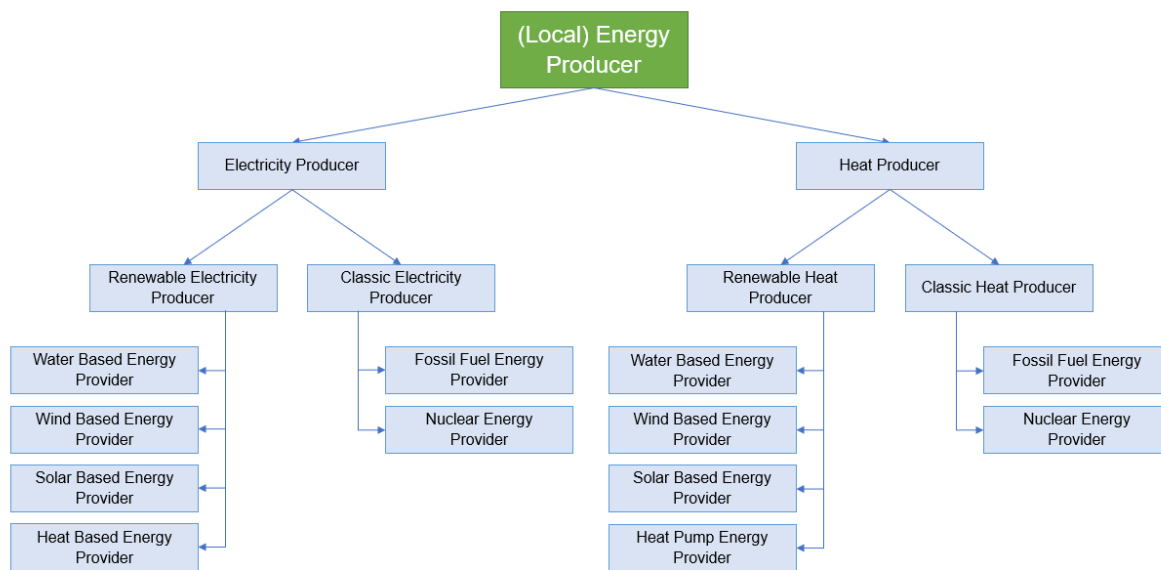 (Local) Energy
Producer
Electricity Producer
Heat Producer
Renewable Electricity
Producer
Classic Electricity
Producer
Renewable Heat
Producer
Classic Heat Producer
Water Based Energy
Provider
Fossil Fuel Energy
Provider
Water Based Energy
Provider
Fossil Fuel Energy
Provider
Wind Based Energy
Provider
Nuclear Energy
Provider
Wind Based Energy
Provider
Nuclear Energy
Provider
Solar Based Energy
Provider
Solar Based Energy
Provider
Heat Based Energy
Provider
Heat Pump Energy
Provider